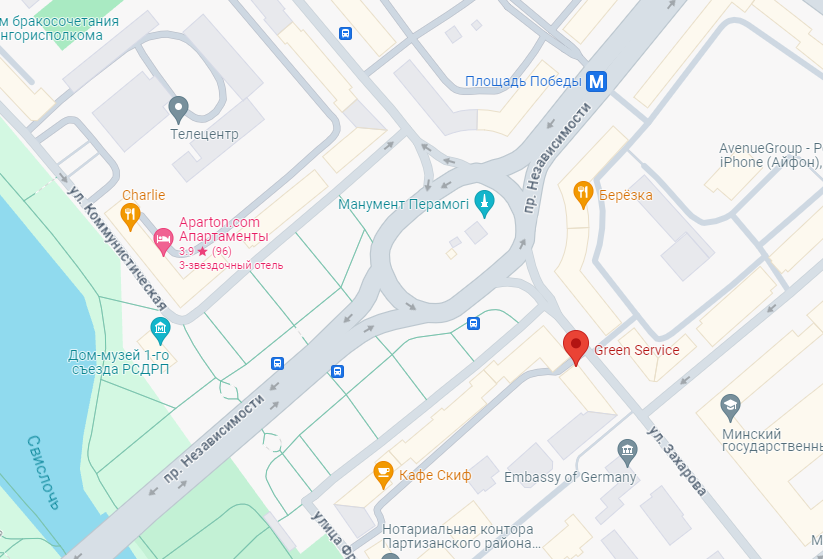 м бракосочетания
нгорисполкома
Площадь Победы
M
Телецентр
пр. Независимости
AvenueGroup - Р
iPhone (Айфон),
ул. Коммунистическая
Charlie
Манумент Перамогі
Берёзка
Aparton.com
Апартаменты
3,9 ★ (96)
3-звездочный отель
Дом-музей 1-го
съезда РСДРП
Green Service
пр. Независимости
Свислочь
ул. Захарова
Минский
государственны
Кафе Скиф
Embassy of Germany
улица Фр
Нотариальная контора
Партизанского района...
М